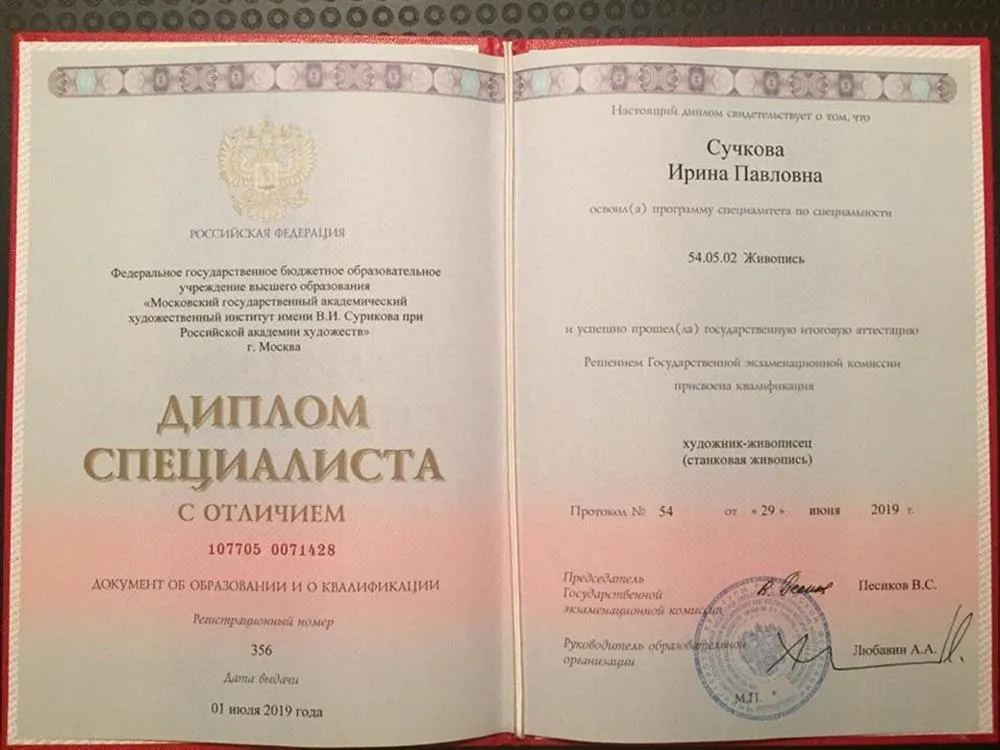 РОССИЙСКАЯ ФЕДЕРАЦИЯ
Федеральное государственное бюджетное образовательное
учреждение высшего образования
«Московский государственный академический
художественный институт имени В.И. Сурикова при
Российской академии художеств»
г. Москва
ДИПЛОМ
СПЕЦИАЛИСТА
С ОТЛИЧИЕМ
107705 0071428
ДОКУМЕНТ ОБ ОБРАЗОВАНИИ И О КВАЛИФИКАЦИИ
Регистрационный номер
356
Дата выдачи
01 июля 2019 года
Настоящий диплом свидетельствует о том, что
Сучкова
Ирина Павловна
освоил(а) программу специалитета по специальности
54.05.02 Живопись
и успешно прошел(ла) государственную итоговую аттестацию
Решением Государственной экзаменационной комиссии
присвоена квалификация
художник-живописец
(станковая живопись)
Протокол № 54 от « 29 » июня 2019 г.
Председатель
Государственной
экзаменационной комиссии
Песиков В.С.
Руководитель образовательной
организации
Любавин А.А.
М.П.